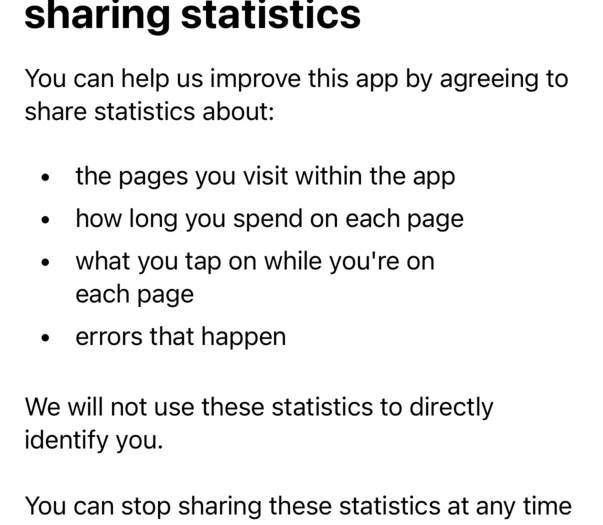 sharing statistics
You can help us improve this app by agreeing to
share statistics about:
• the pages you visit within the app
• how long you spend on each page
• what you tap on while you're on
each page
• errors that happen
We will not use these statistics to directly
identify you.
You can stop sharing these statistics at any time